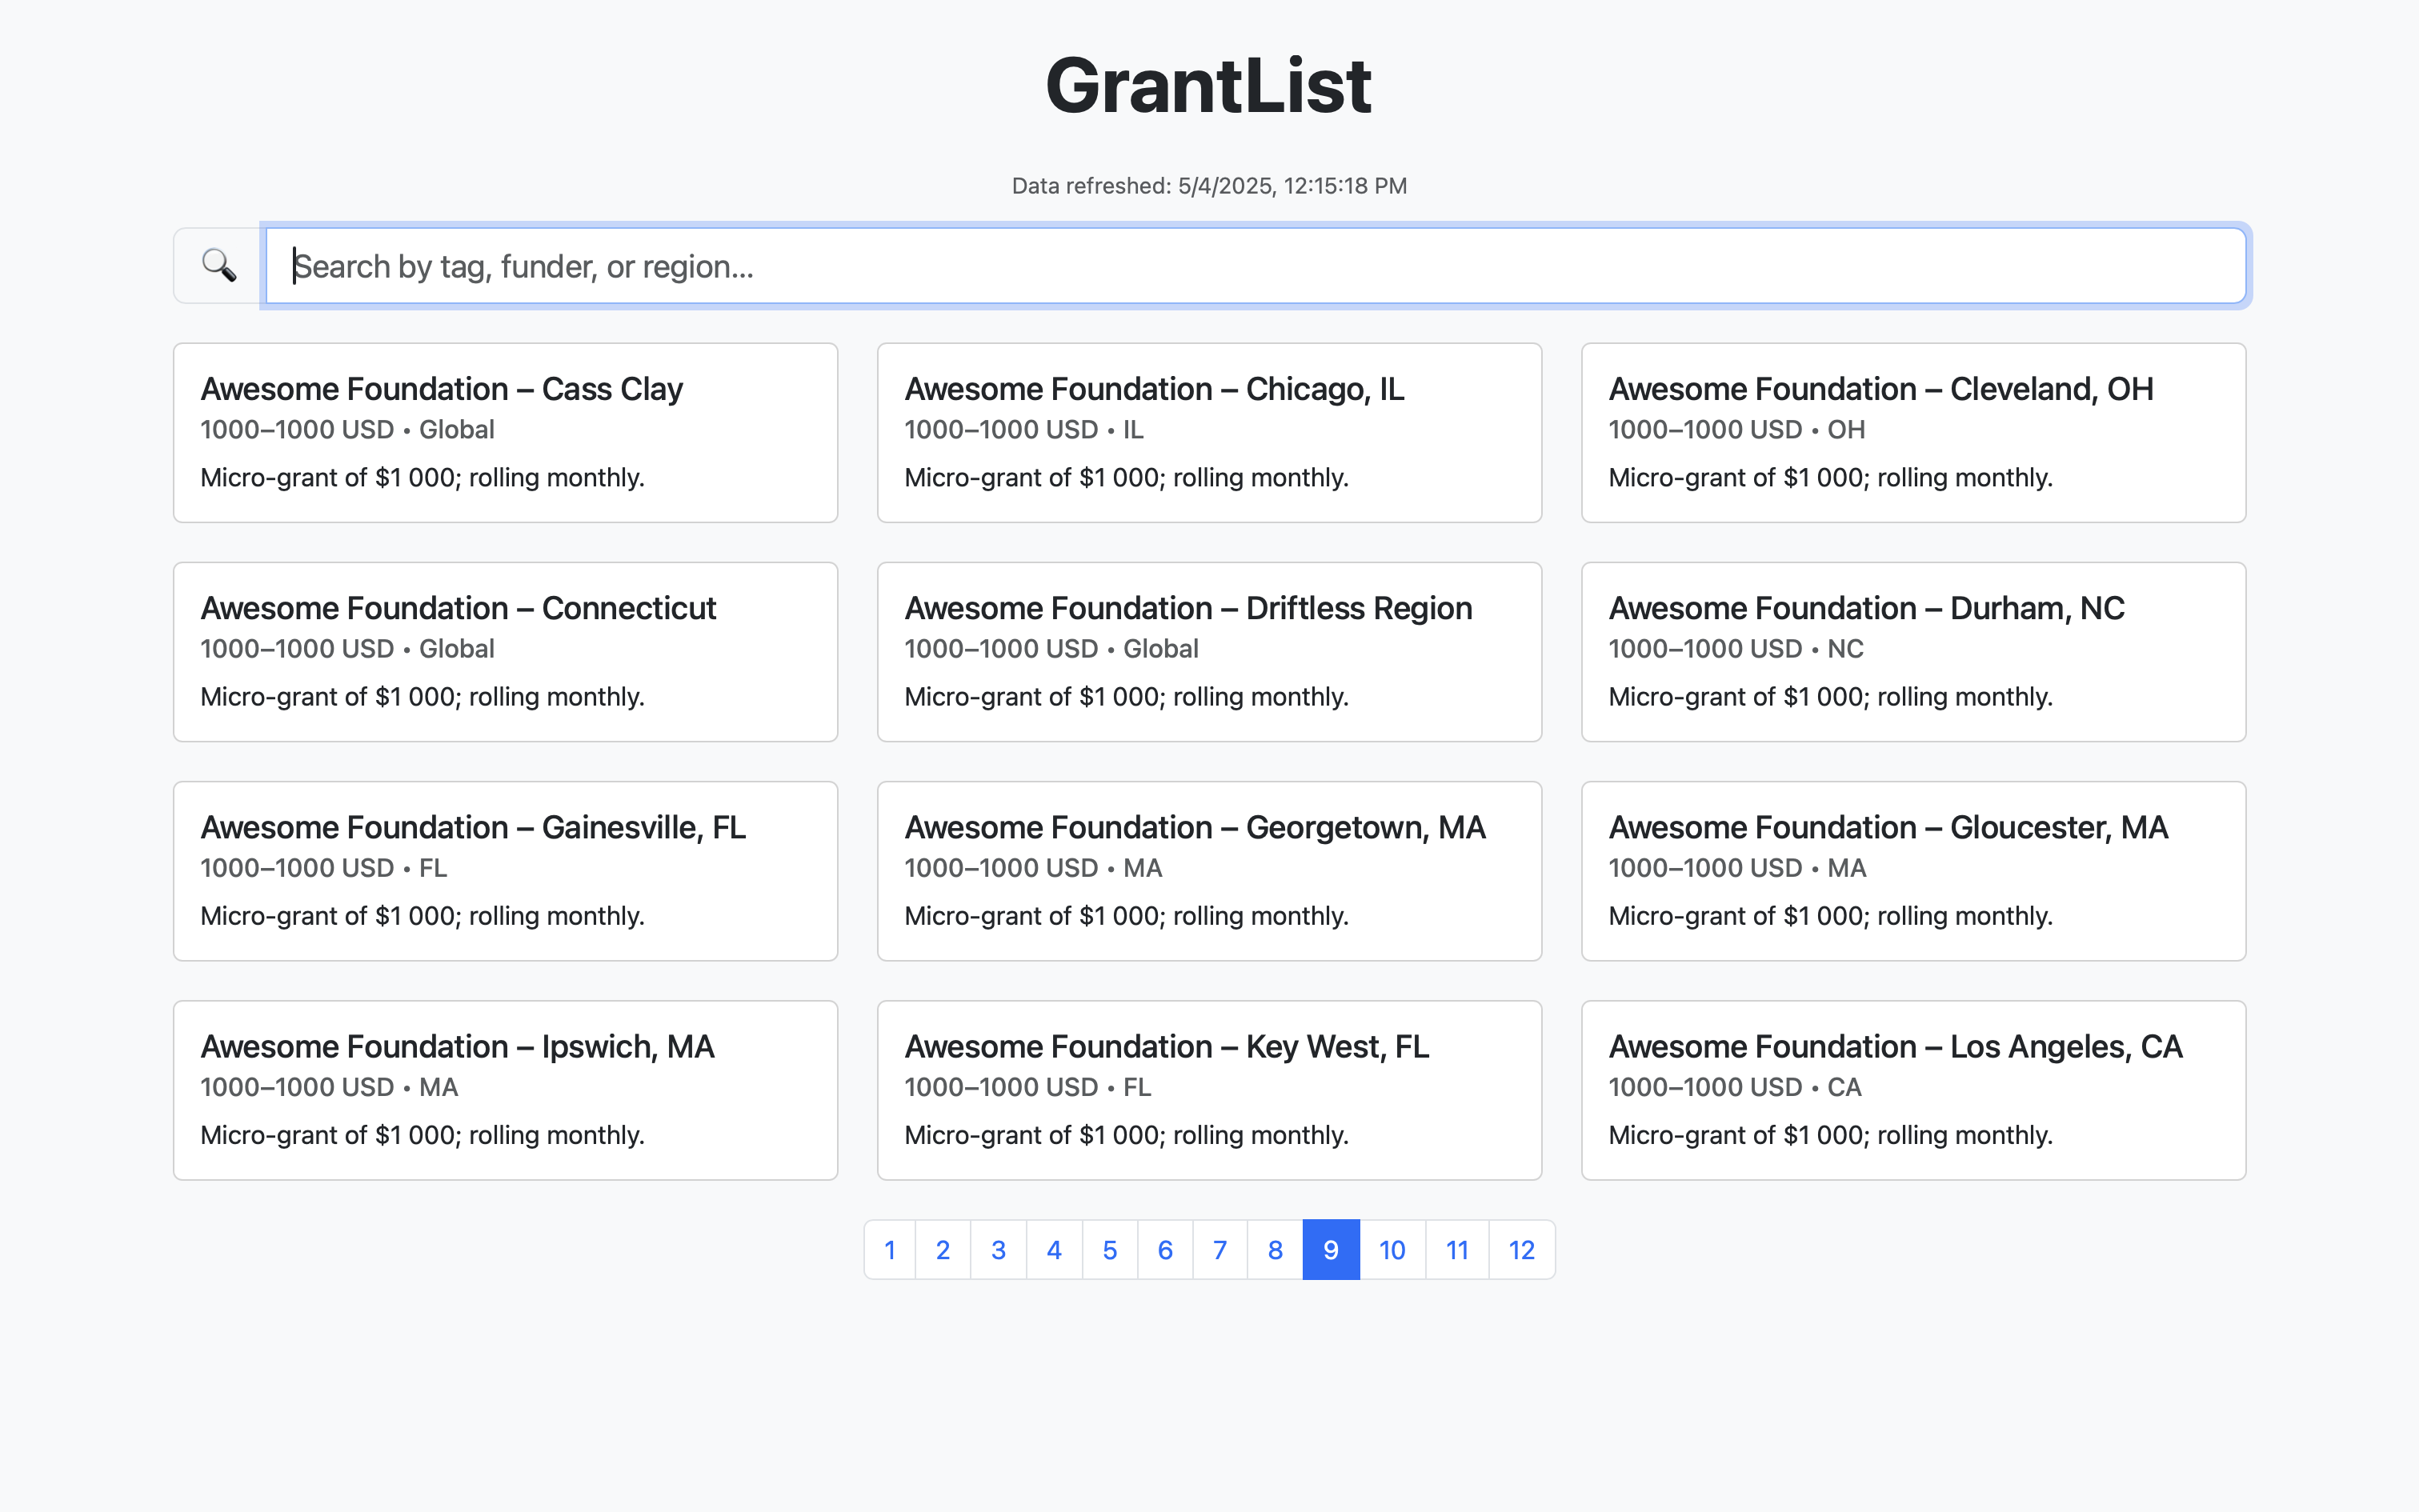 GrantList
Data refreshed: 5/4/2025, 12:15:18 PM
Search by tag, funder, or region...
Awesome Foundation – Cass Clay
1000–1000 USD • Global
Micro-grant of $1 000; rolling monthly.
Awesome Foundation – Chicago, IL
1000–1000 USD • IL
Micro-grant of $1 000; rolling monthly.
Awesome Foundation – Cleveland, OH
1000–1000 USD • OH
Micro-grant of $1 000; rolling monthly.
Awesome Foundation – Connecticut
1000–1000 USD • Global
Micro-grant of $1 000; rolling monthly.
Awesome Foundation – Driftless Region
1000–1000 USD • Global
Micro-grant of $1 000; rolling monthly.
Awesome Foundation – Durham, NC
1000–1000 USD • NC
Micro-grant of $1 000; rolling monthly.
Awesome Foundation – Gainesville, FL
1000–1000 USD • FL
Micro-grant of $1 000; rolling monthly.
Awesome Foundation – Georgetown, MA
1000–1000 USD • MA
Micro-grant of $1 000; rolling monthly.
Awesome Foundation – Gloucester, MA
1000–1000 USD • MA
Micro-grant of $1 000; rolling monthly.
Awesome Foundation – Ipswich, MA
1000–1000 USD • MA
Micro-grant of $1 000; rolling monthly.
Awesome Foundation – Key West, FL
1000–1000 USD • FL
Micro-grant of $1 000; rolling monthly.
Awesome Foundation – Los Angeles, CA
1000–1000 USD • CA
Micro-grant of $1 000; rolling monthly.
1 2 3 4 5 6 7 8 9 10 11 12